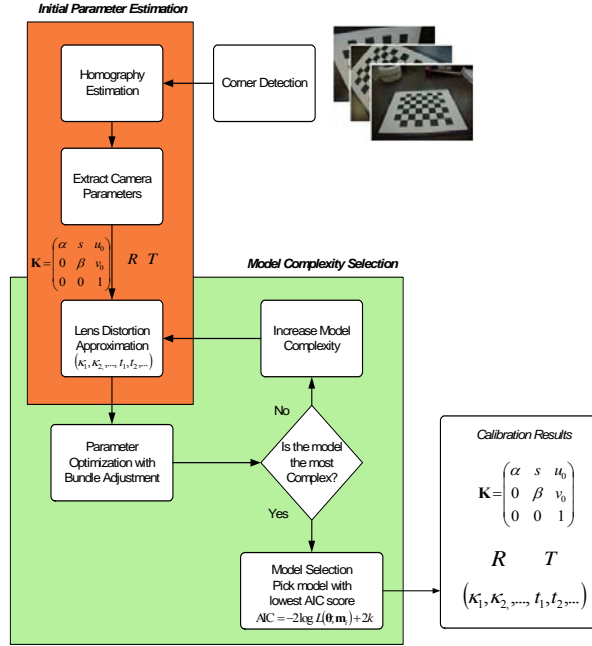 Initial Parameter Estimation
Homography
Estimation
Corner Detection
Extract Camera
Parameters
K = ( α s u₀
0 β v₀
0 0 1 )
R T
Model Complexity Selection
Lens Distortion
Approximation
(κ₁, κ₂,..., t₁, t₂,...)
Increase Model
Complexity
No
Parameter
Optimization with
Bundle Adjustment
Is the model
the most
Complex?
Yes
Model Selection
Pick model with
lowest AIC score
AIC = −2log L(θ; mᵢ) + 2k
Calibration Results
K = ( α s u₀
0 β v₀
0 0 1 )
R T
(κ₁, κ₂,..., t₁, t₂,...)